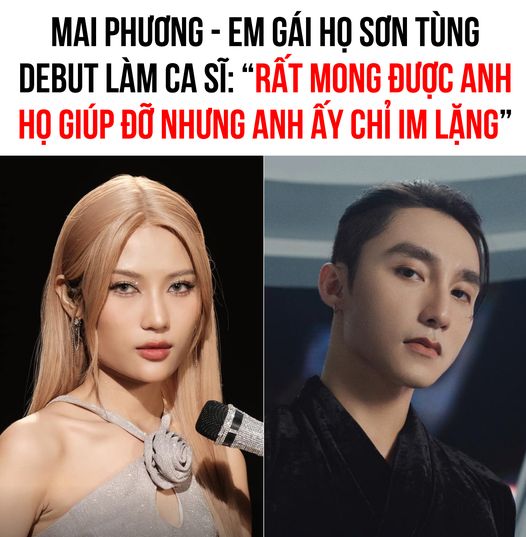 MAI PHƯƠNG - EM GÁI HỌ SƠN TÙNG
DEBUT LÀM CA SĨ: “RẤT MONG ĐƯỢC ANH
HỌ GIÚP ĐỠ NHƯNG ANH ẤY CHỈ IM LẶNG”